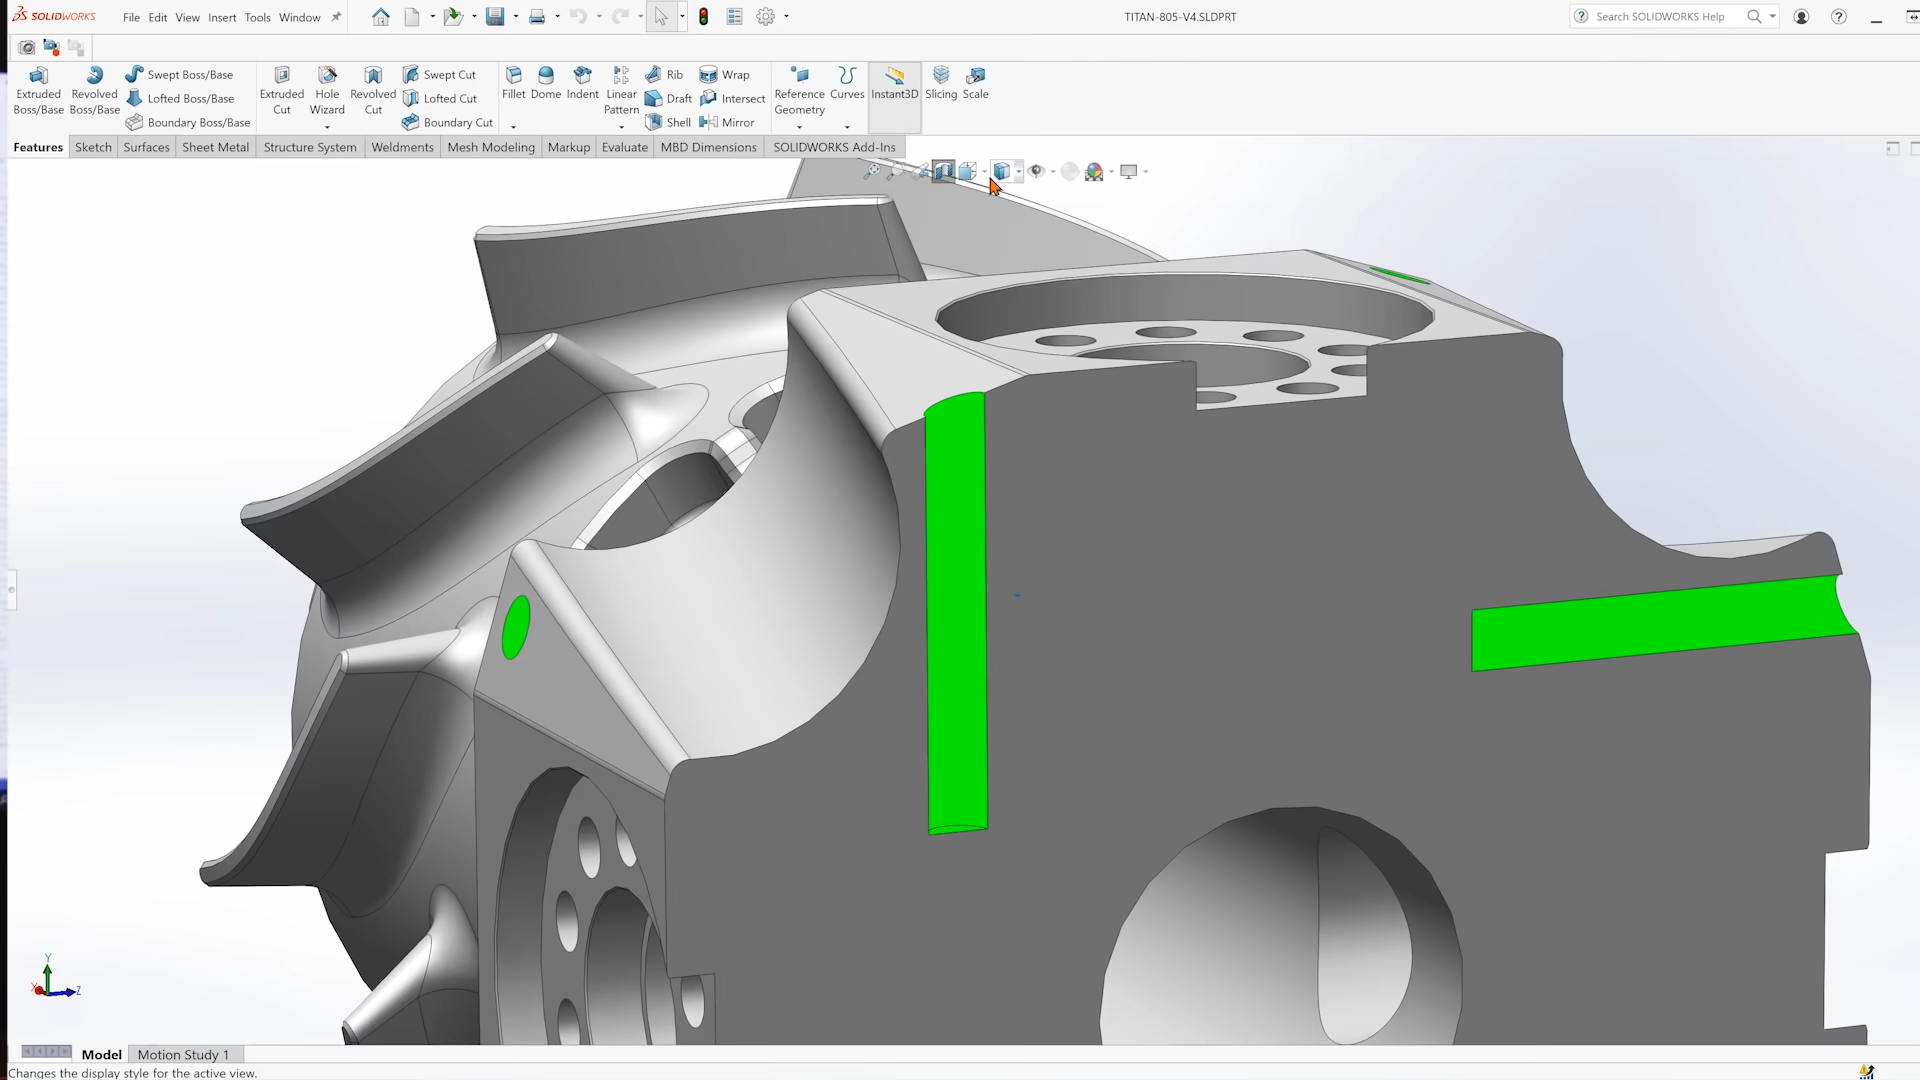 SOLIDWORKS File Edit View Insert Tools Window TITAN-805-V4.SLDPRT ? Search SOLIDWORKS Help ?
Extruded Boss/Base
Revolved Boss/Base
Swept Boss/Base
Lofted Boss/Base
Boundary Boss/Base
Extruded Cut
Hole Wizard
Revolved Cut
Swept Cut
Lofted Cut
Boundary Cut
Fillet
Dome
Indent
Linear Pattern
Rib
Draft
Shell
Wrap
Intersect
Mirror
Reference Geometry
Curves
Instant3D
Slicing
Scale
Features Sketch Surfaces Sheet Metal Structure System Weldments Mesh Modeling Markup Evaluate MBD Dimensions SOLIDWORKS Add-Ins
Y
X
Z
Model Motion Study 1
Changes the display style for the active view.